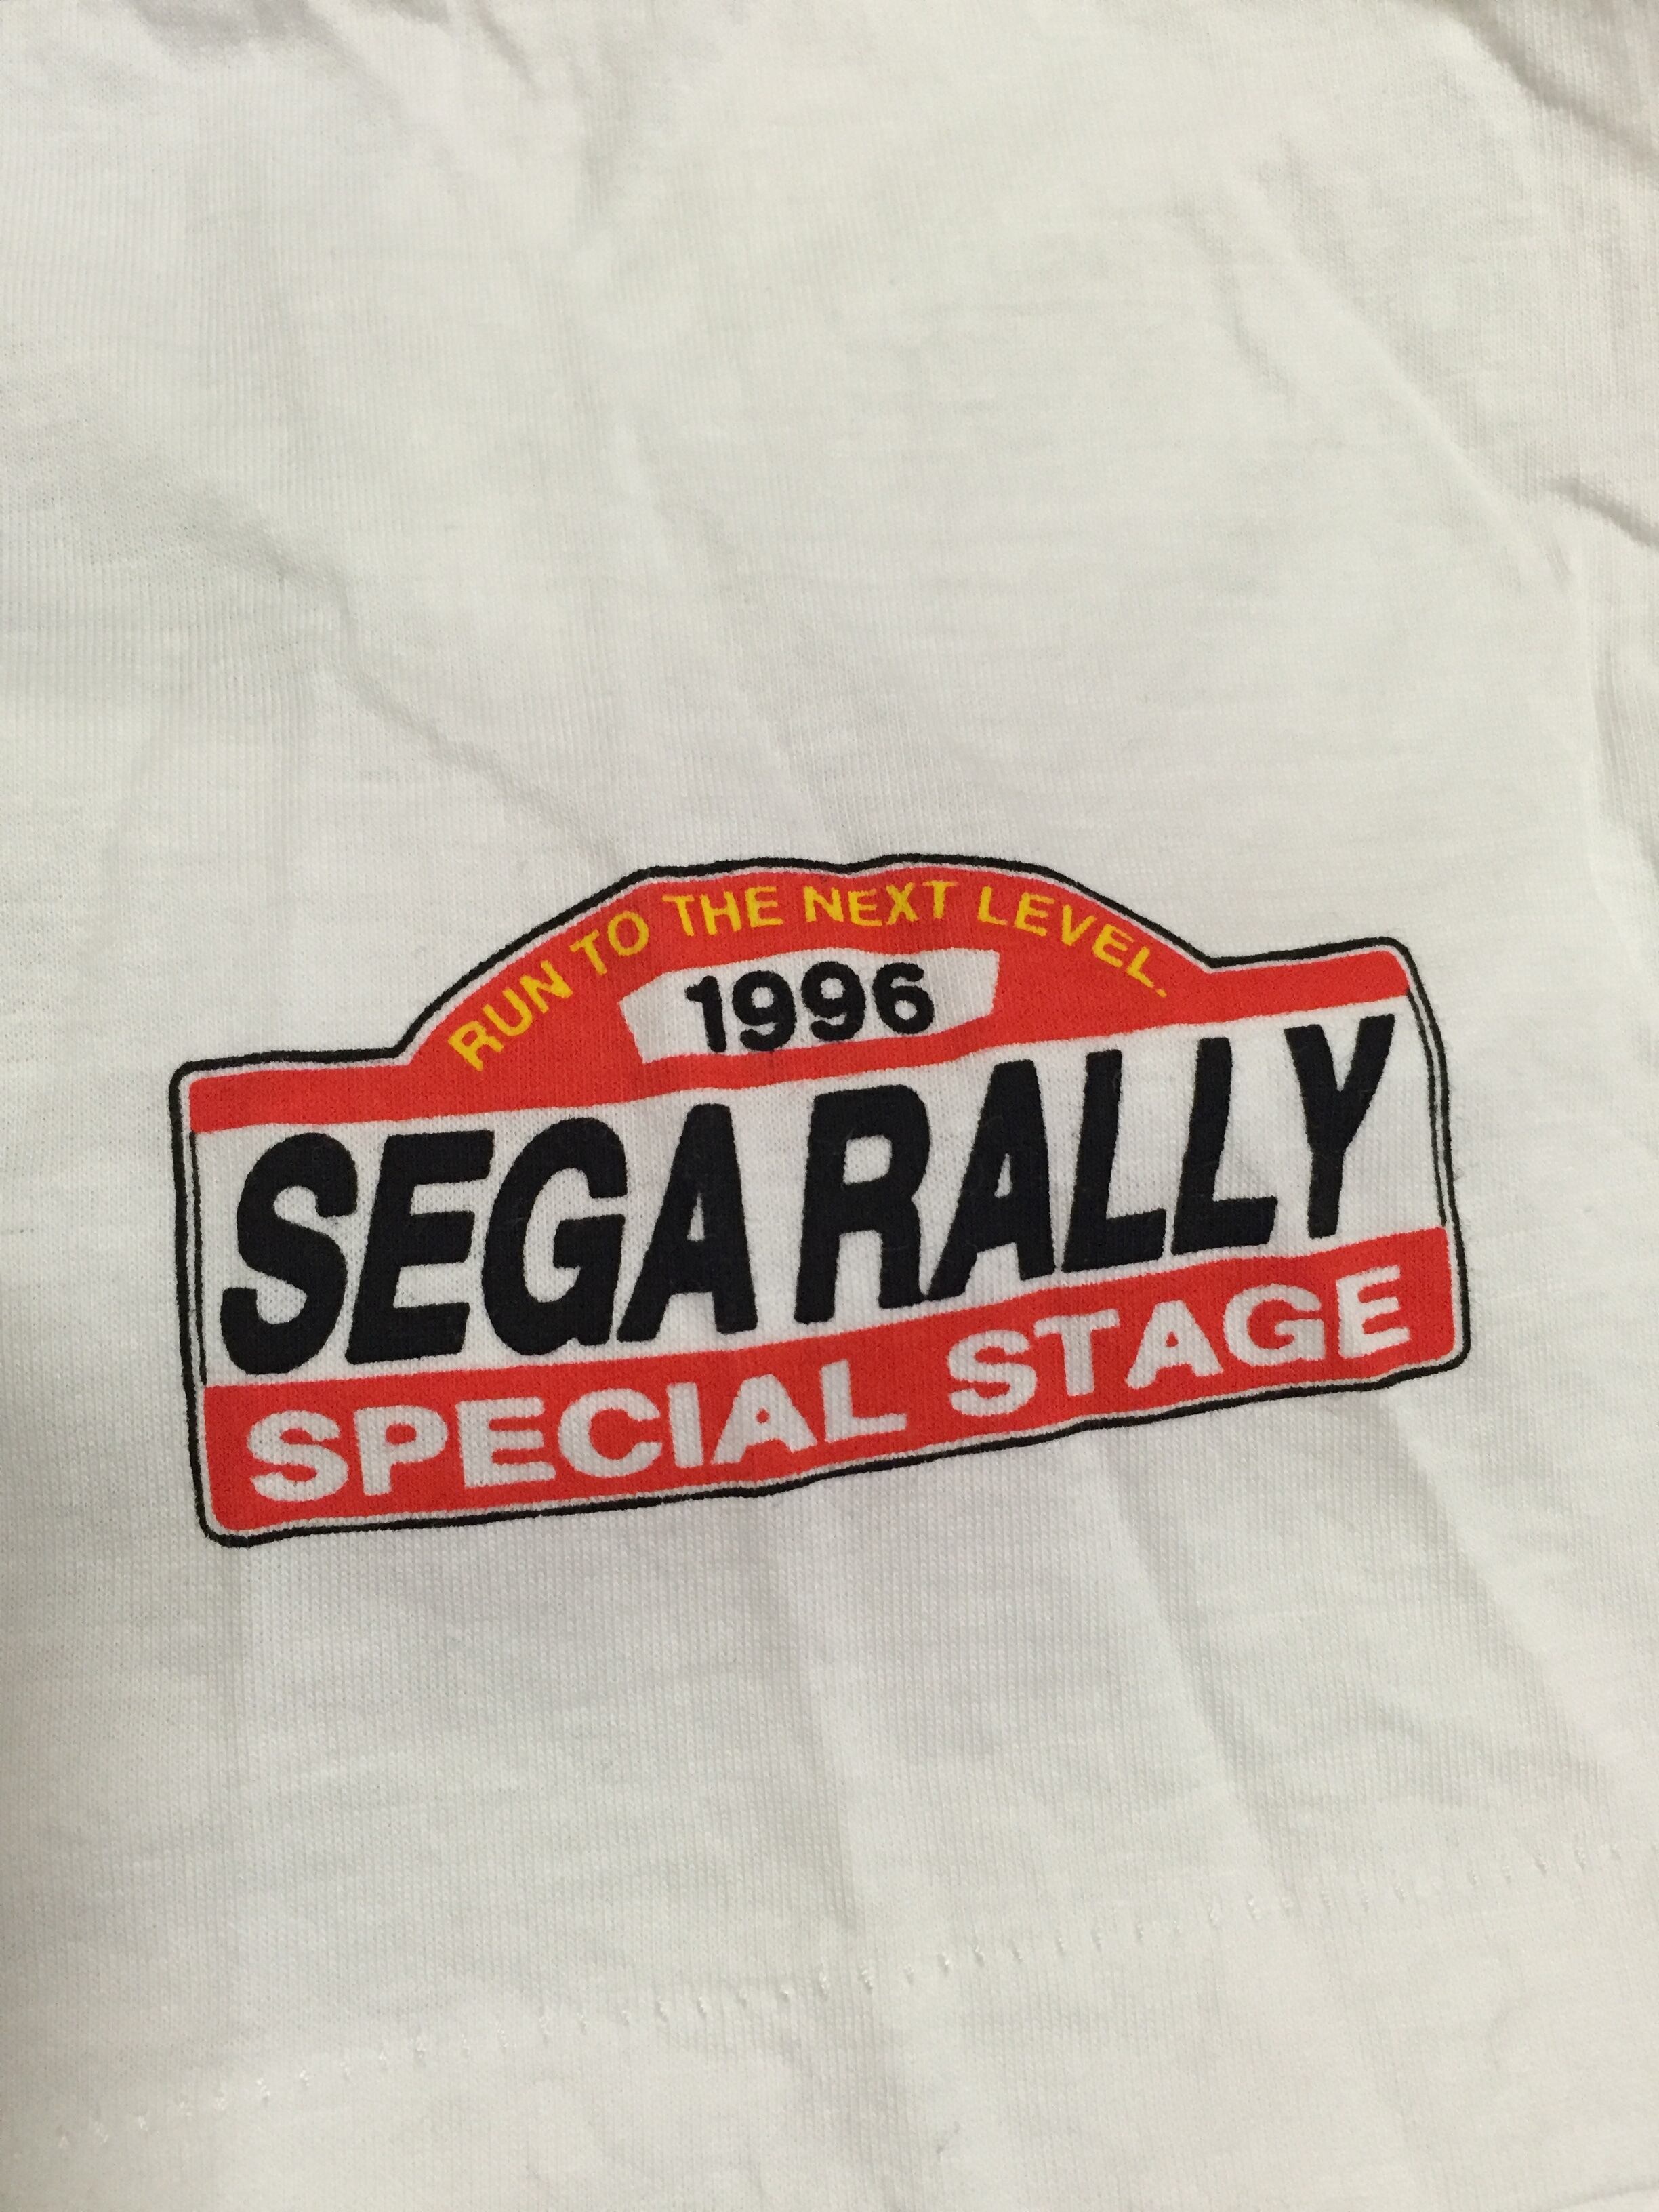 RUN TO THE NEXT LEVEL.
1996
SEGA RALLY
SPECIAL STAGE